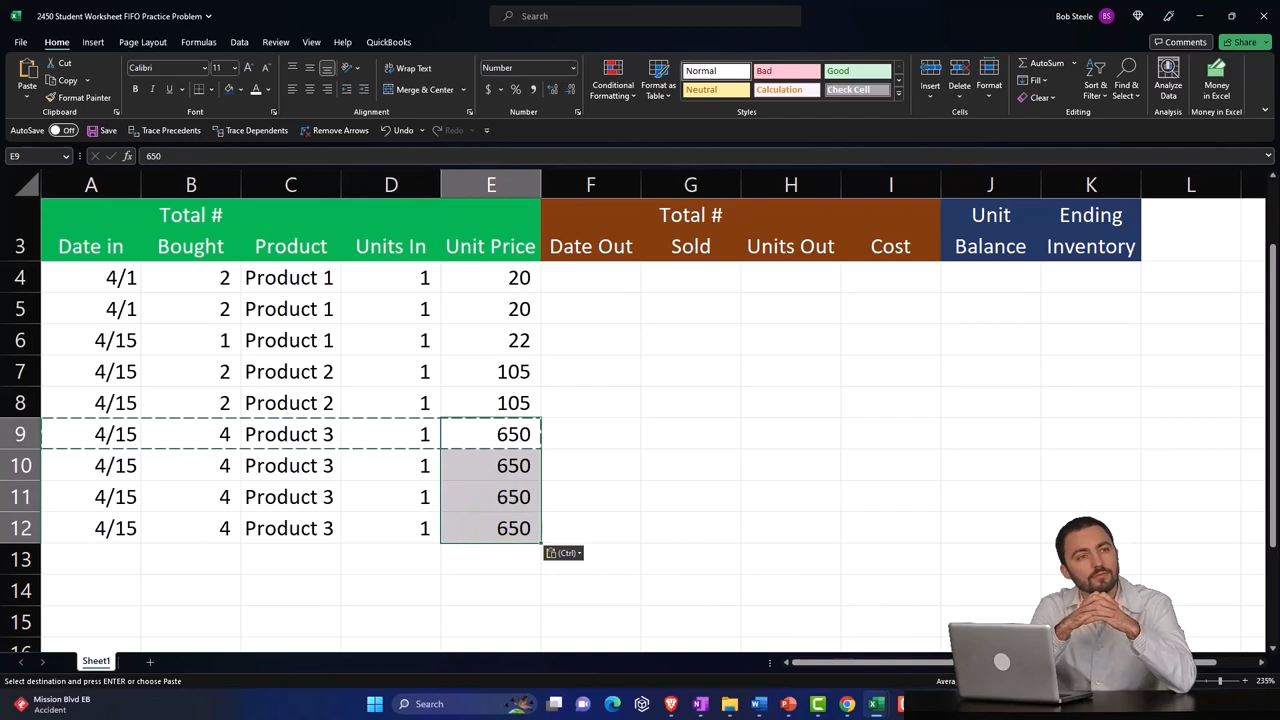 2450 Student Worksheet FIFO Practice Problem
Search
Bob Steele BS
File Home Insert Page Layout Formulas Data Review View Help QuickBooks
Comments Share
Paste Cut Copy Format Painter
Calibri 11
Wrap Text
Merge & Center
Number
Conditional Formatting
Format as Table
Normal Bad Good
Neutral Calculation Check Cell
Insert Delete Format
AutoSum Fill Clear
Sort & Filter
Find & Select
Analyze Data
Money in Excel
Clipboard Font Alignment Number Styles Cells Editing Analysis Money in Excel
AutoSave Off Save Trace Precedents Trace Dependents Remove Arrows Undo Redo
E9 fx 650
A B C D E F G H I J K L
3 Date in Total # Bought Product Units In Unit Price Date Out Total # Sold Units Out Cost Unit Balance Ending Inventory
4 4/1 2 Product 1 1 20
5 4/1 2 Product 1 1 20
6 4/15 1 Product 1 1 22
7 4/15 2 Product 2 1 105
8 4/15 2 Product 2 1 105
9 4/15 4 Product 3 1 650
10 4/15 4 Product 3 1 650
11 4/15 4 Product 3 1 650
12 4/15 4 Product 3 1 650
(Ctrl)
13
14
15
Sheet1
Select destination and press ENTER or choose Paste
235%
Mission Blvd EB
Accident
Search